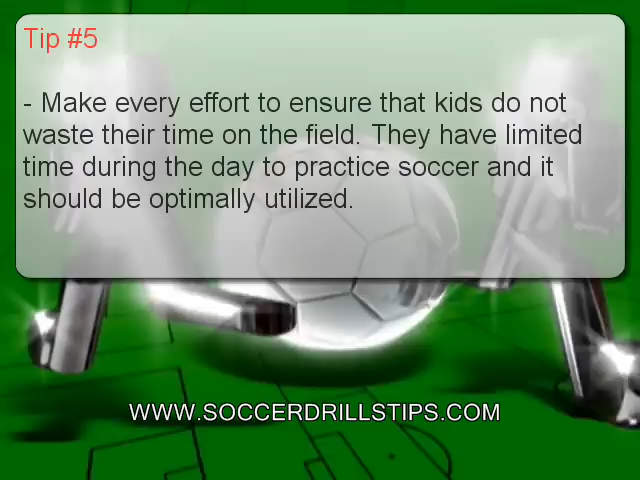 Tip #5
- Make every effort to ensure that kids do not
waste their time on the field. They have limited
time during the day to practice soccer and it
should be optimally utilized.
WWW.SOCCERDRILLSTIPS.COM